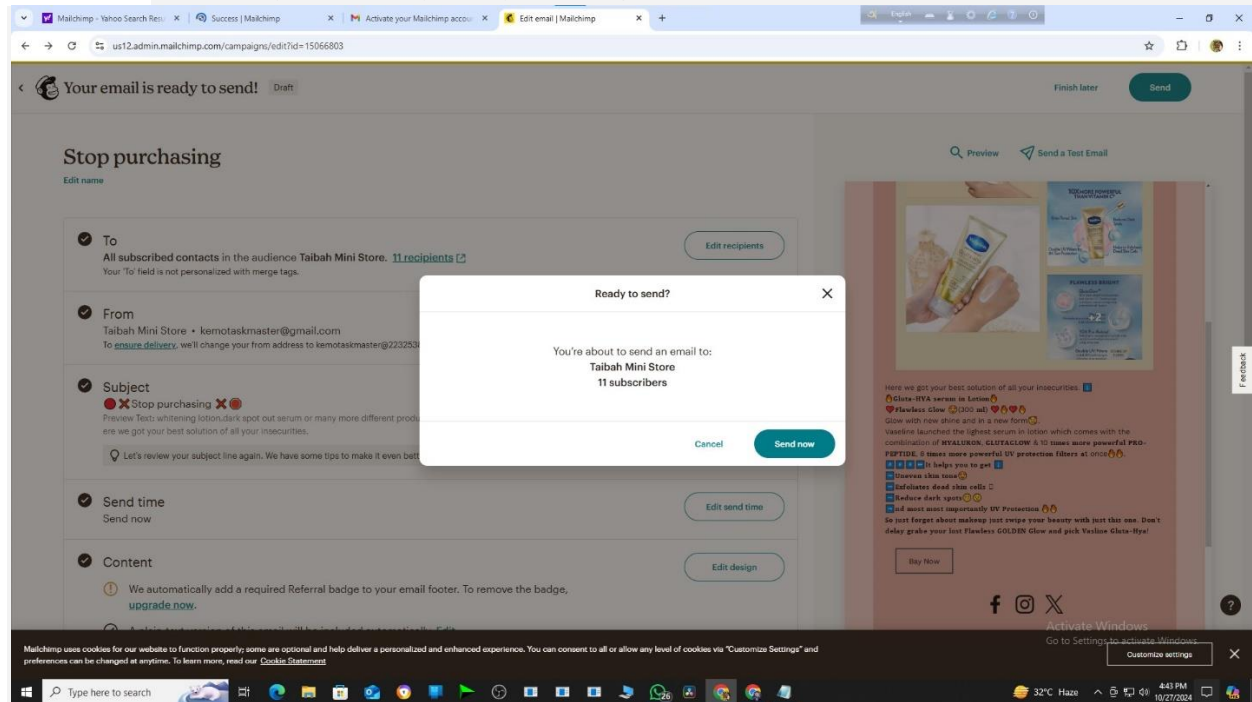 Mailchimp - Yahoo Search Resu
Success | Mailchimp
Activate your Mailchimp accou
Edit email | Mailchimp
English
us12.admin.mailchimp.com/campaigns/edit?id=15066803
Your email is ready to send! Draft
Finish later
Send
Stop purchasing
Edit name
Preview
Send a Test Email
To
All subscribed contacts in the audience Taibah Mini Store. 11 recipients
Your 'To' field is not personalized with merge tags.
Edit recipients
From
Taibah Mini Store • kemotaskmaster@gmail.com
To ensure delivery, we'll change your from address to kemotaskmaster@2232538
Subject
🔴❌Stop purchasing ❌🔴
Preview Text: whitening lotion,dark spot out serum or many more different produ
ere we got your best solution of all your insecurities.
Let's review your subject line again. We have some tips to make it even bett
Ready to send?
You're about to send an email to:
Taibah Mini Store
11 subscribers
Cancel
Send now
Send time
Send now
Edit send time
Content
Edit design
We automatically add a required Referral badge to your email footer. To remove the badge,
upgrade now.
+2
Here we got your best solution of all your insecurities. ⬇️
🔥Gluta-HYA serum in Lotion🔥
Flawless Glow (300 ml)
Glow with new shine and in a new form
Vaseline launched the lighest serum in lotion which comes with the
combination of HYALURON, GLUTAGLOW & 10 times more powerful PRO-
PEPTIDE, 8 times more powerful UV protection filters at once🔥🔥.
It helps you to get
Uneven skin tone
Exfoliates dead skin cells
Reduce dark spots
nd most most importantly UV Protection 🔥🔥
So just forget about makeup just swipe your beauty with just this one. Don't
delay grabe your lost Flawless GOLDEN Glow and pick Vasline Gluta-Hya!
Buy Now
Feedback
Activate Windows
Go to Settings to activate Windows.
Mailchimp uses cookies for our website to function properly; some are optional and help deliver a personalized and enhanced experience. You can consent to all or allow any level of cookies via "Customize Settings" and
preferences can be changed at anytime. To learn more, read our Cookie Statement
Customize settings
Type here to search
26
32°C Haze
4:43 PM
10/27/2024